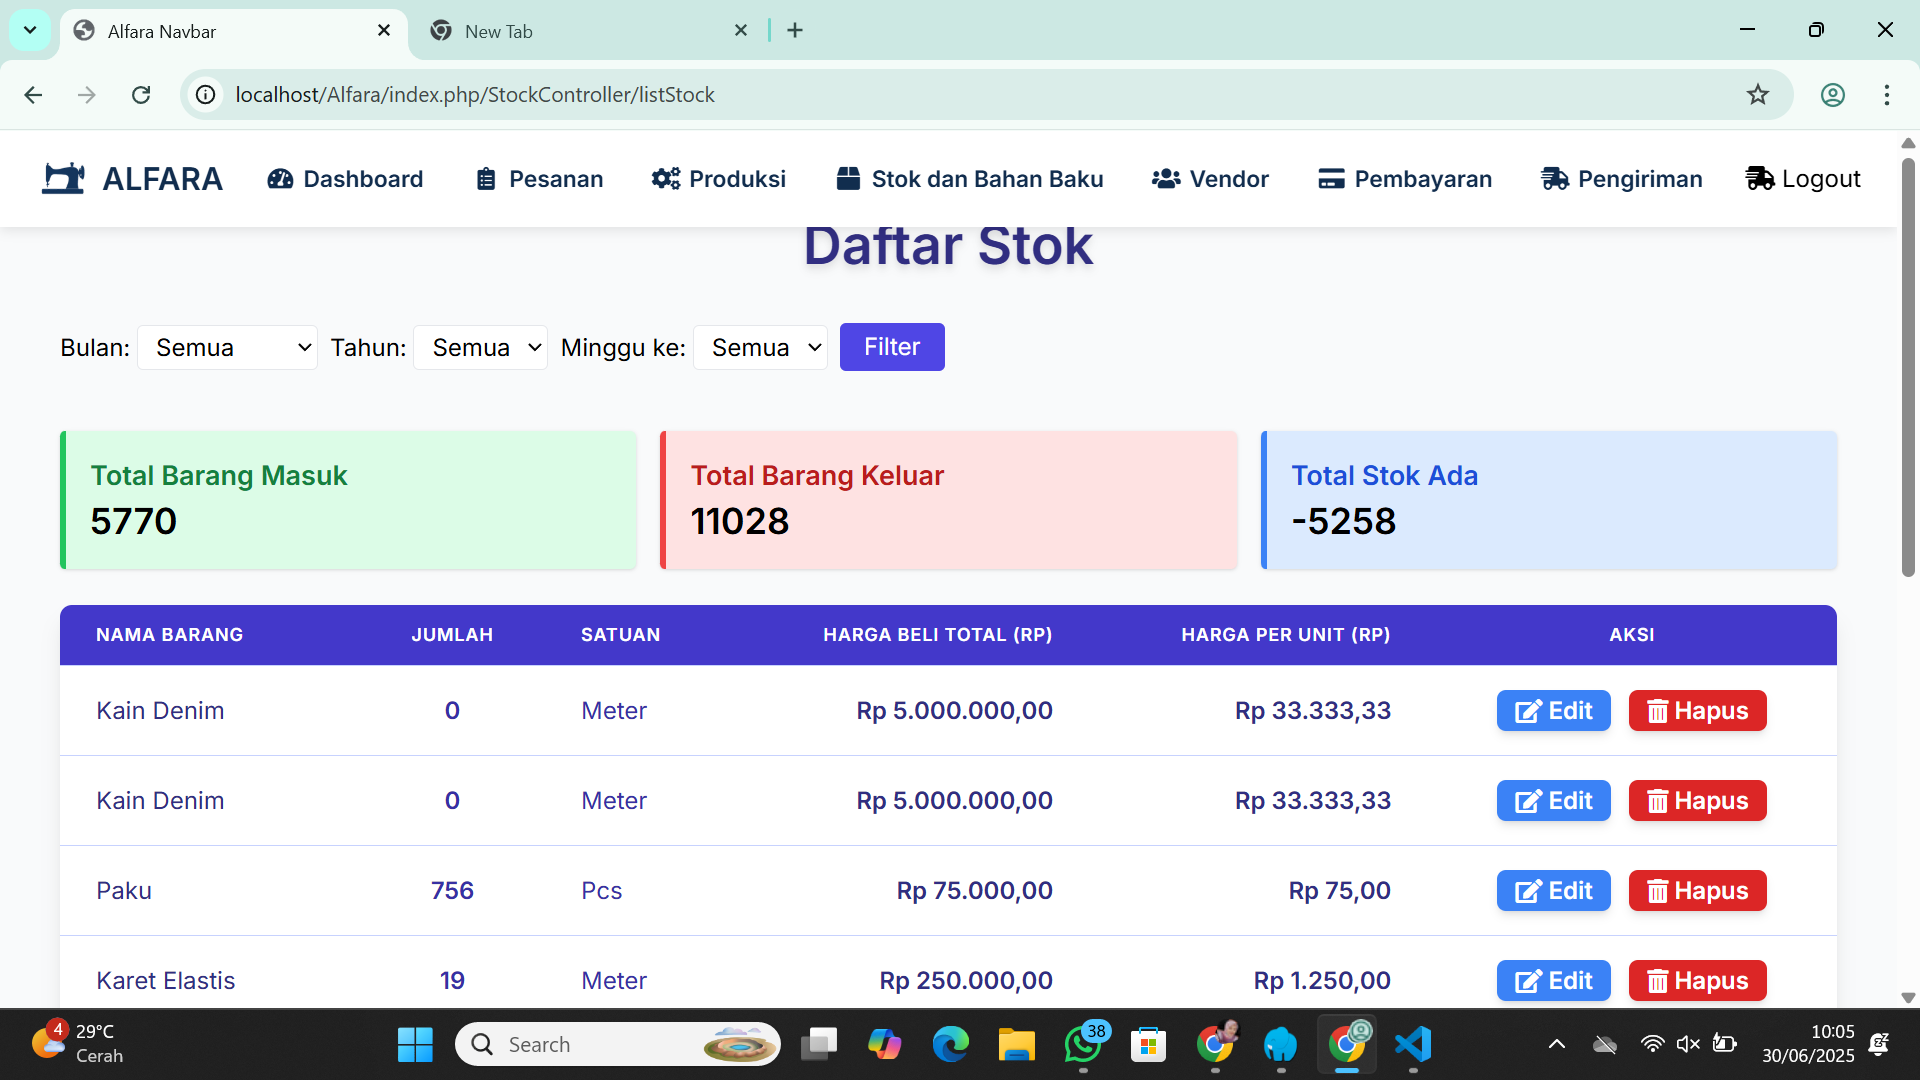 Alfara Navbar
New Tab
localhost/Alfara/index.php/StockController/listStock
ALFARA Dashboard Pesanan Produksi Stok dan Bahan Baku Vendor Pembayaran Pengiriman Logout
Daftar Stok
Bulan: Semua Tahun: Semua Minggu ke: Semua Filter
Total Barang Masuk
5770
Total Barang Keluar
11028
Total Stok Ada
-5258
NAMA BARANG JUMLAH SATUAN HARGA BELI TOTAL (RP) HARGA PER UNIT (RP) AKSI
Kain Denim 0 Meter Rp 5.000.000,00 Rp 33.333,33 Edit Hapus
Kain Denim 0 Meter Rp 5.000.000,00 Rp 33.333,33 Edit Hapus
Paku 756 Pcs Rp 75.000,00 Rp 75,00 Edit Hapus
Karet Elastis 19 Meter Rp 250.000,00 Rp 1.250,00 Edit Hapus
4
29°C
Cerah
Search
38
10:05
30/06/2025